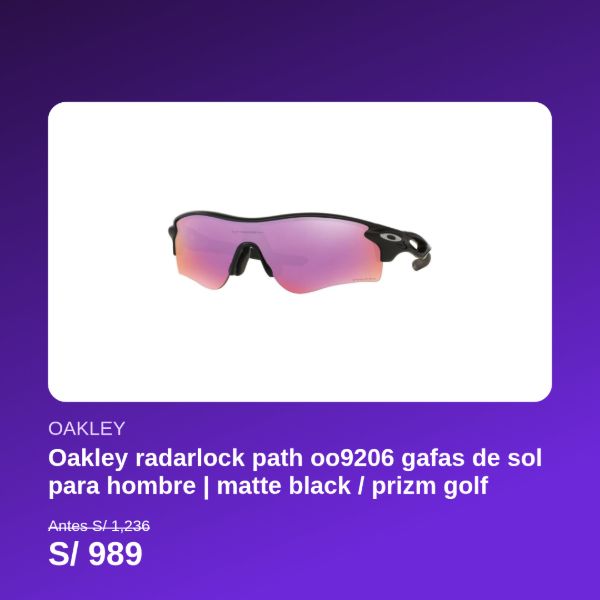 OAKLEY
Oakley radarlock path oo9206 gafas de sol
para hombre | matte black / prizm golf
Antes S/ 1,236
S/ 989